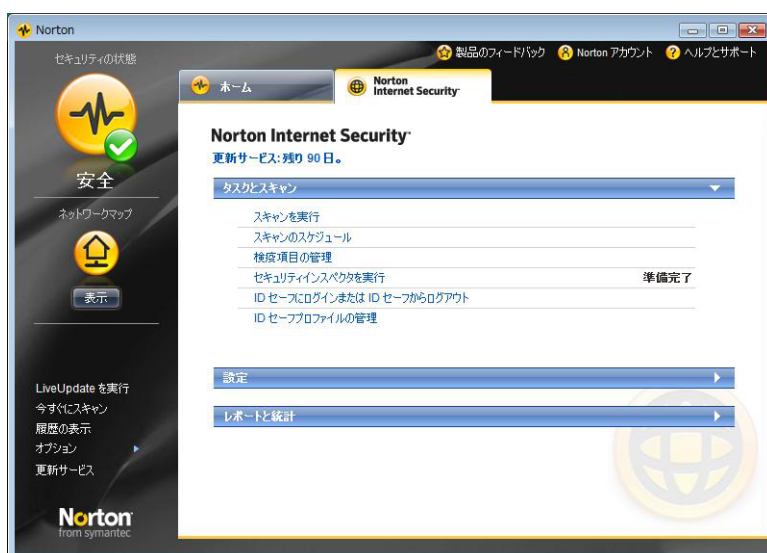 Norton
セキュリティの状態
製品のフィードバック
Norton アカウント
ヘルプとサポート
ホーム
Norton
Internet Security
Norton Internet Security
更新サービス: 残り 90 日。
安全
タスクとスキャン
スキャンを実行
スキャンのスケジュール
検疫項目の管理
セキュリティインスペクタを実行 準備完了
ID セーフにログインまたは ID セーフからログアウト
ID セーフプロファイルの管理
ネットワークマップ
表示
設定
レポートと統計
LiveUpdate を実行
今すぐにスキャン
履歴の表示
オプション
更新サービス
Norton
from symantec